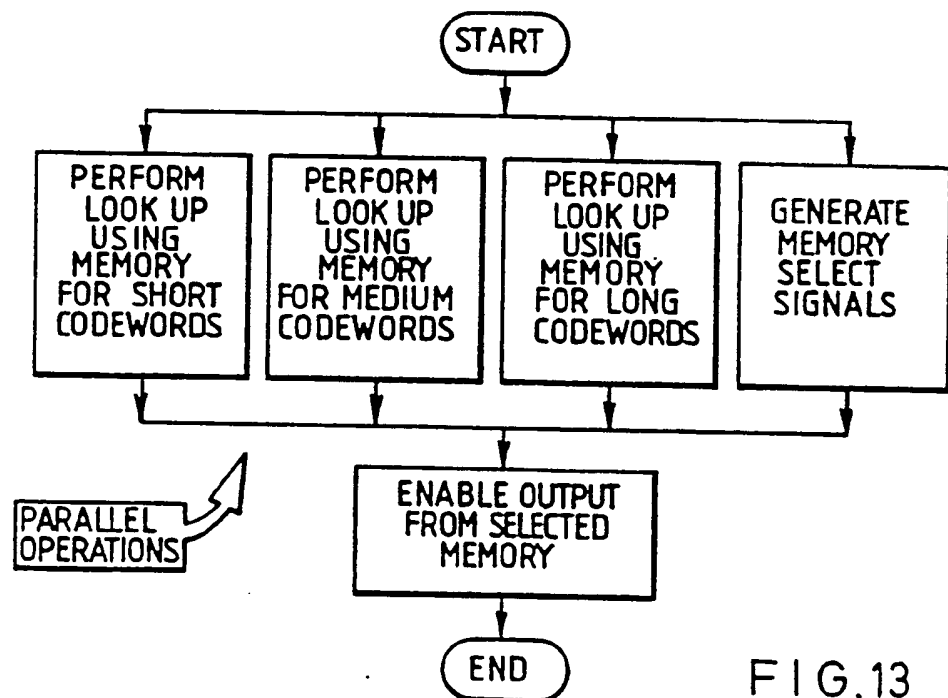 START
PERFORM
LOOK UP
USING
MEMORY
FOR SHORT
CODEWORDS
PERFORM
LOOK UP
USING
MEMORY
FOR MEDIUM
CODEWORDS
PERFORM
LOOK UP
USING
MEMORY
FOR LONG
CODEWORDS
GENERATE
MEMORY
SELECT
SIGNALS
PARALLEL
OPERATIONS
ENABLE OUTPUT
FROM SELECTED
MEMORY
END
FIG.13